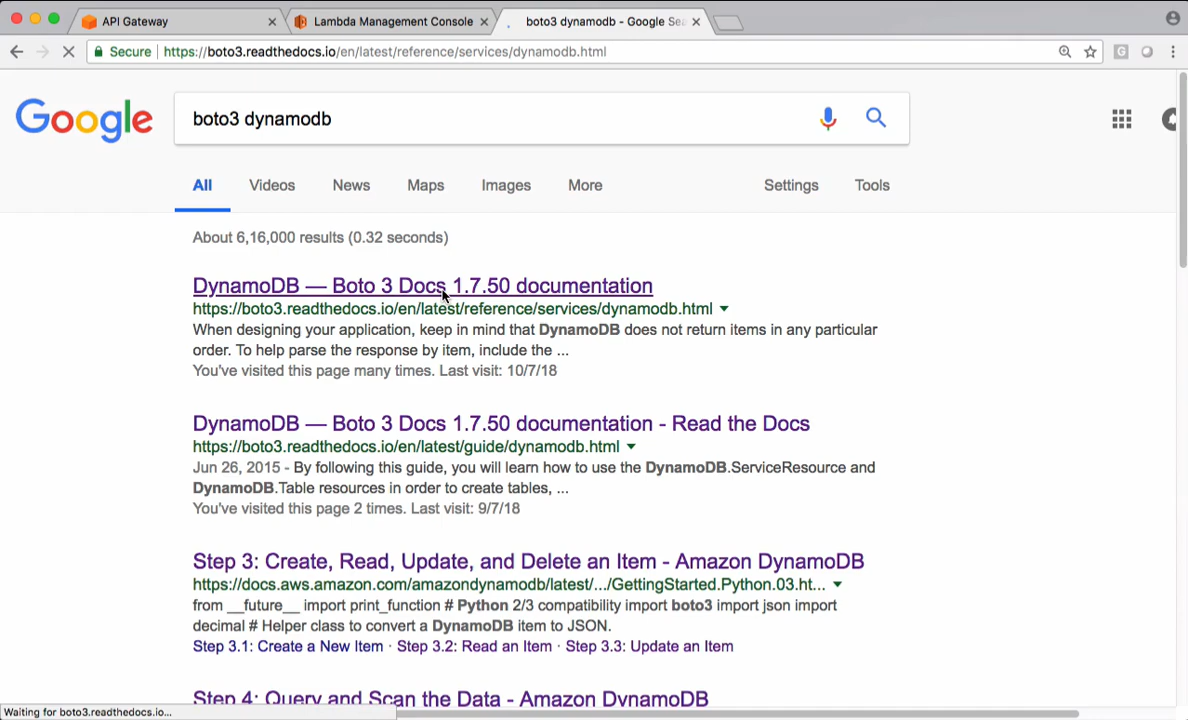 API Gateway
Lambda Management Console
boto3 dynamodb - Google Sea
Secure | https://boto3.readthedocs.io/en/latest/reference/services/dynamodb.html
Google
boto3 dynamodb
All Videos News Maps Images More Settings Tools
About 6,16,000 results (0.32 seconds)
DynamoDB — Boto 3 Docs 1.7.50 documentation
https://boto3.readthedocs.io/en/latest/reference/services/dynamodb.html
When designing your application, keep in mind that DynamoDB does not return items in any particular
order. To help parse the response by item, include the ...
You've visited this page many times. Last visit: 10/7/18
DynamoDB — Boto 3 Docs 1.7.50 documentation - Read the Docs
https://boto3.readthedocs.io/en/latest/guide/dynamodb.html
Jun 26, 2015 - By following this guide, you will learn how to use the DynamoDB.ServiceResource and
DynamoDB.Table resources in order to create tables, ...
You've visited this page 2 times. Last visit: 9/7/18
Step 3: Create, Read, Update, and Delete an Item - Amazon DynamoDB
https://docs.aws.amazon.com/amazondynamodb/latest/.../GettingStarted.Python.03.ht...
from __future__ import print_function # Python 2/3 compatibility import boto3 import json import
decimal # Helper class to convert a DynamoDB item to JSON.
Step 3.1: Create a New Item · Step 3.2: Read an Item · Step 3.3: Update an Item
Step 4: Query and Scan the Data - Amazon DynamoDB
Waiting for boto3.readthedocs.io...